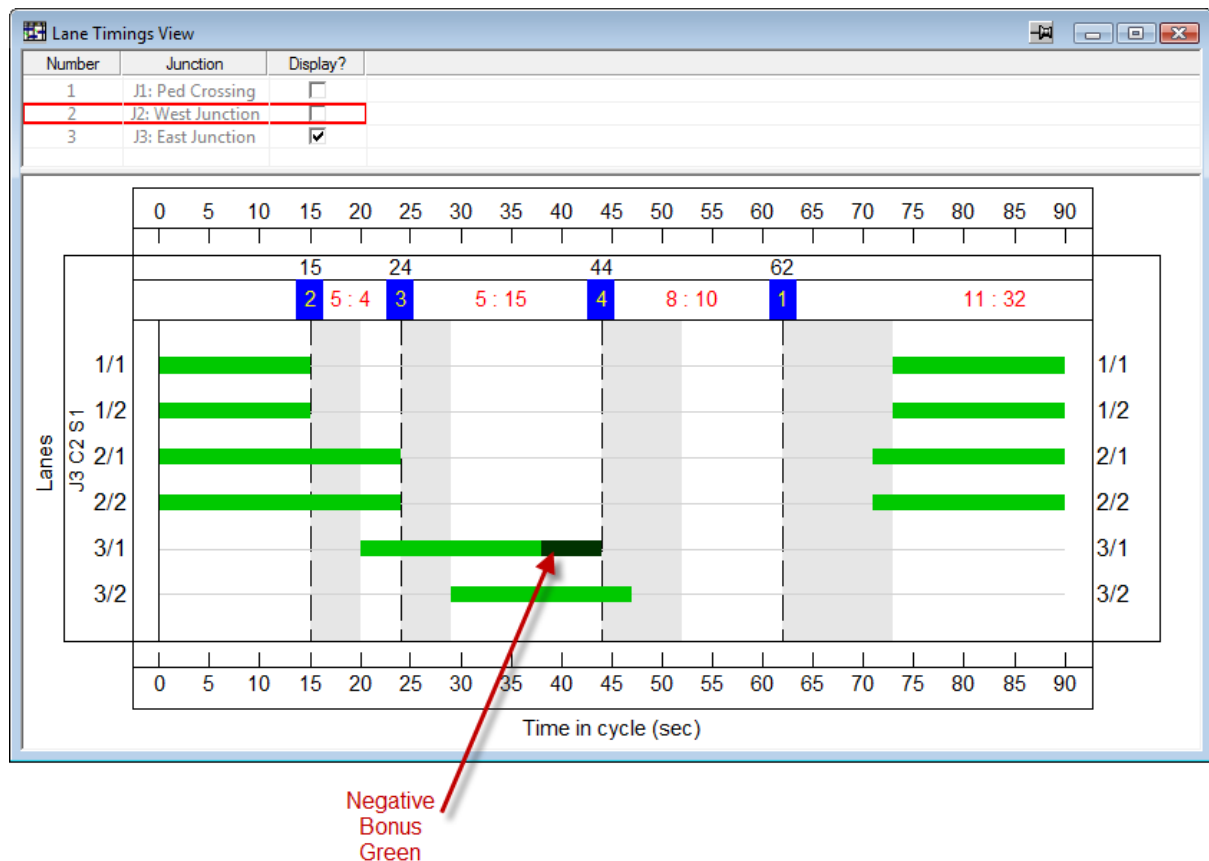 Lane Timings View
Number Junction Display?
1 J1: Ped Crossing
2 J2: West Junction
3 J3: East Junction
0 5 10 15 20 25 30 35 40 45 50 55 60 65 70 75 80 85 90
15 24 44 62
2 5 : 4 3 5 : 15 4 8 : 10 1 11 : 32
Lanes
J3 C2 S1
1/1 1/1
1/2 1/2
2/1 2/1
2/2 2/2
3/1 3/1
3/2 3/2
0 5 10 15 20 25 30 35 40 45 50 55 60 65 70 75 80 85 90
Time in cycle (sec)
Negative
Bonus
Green